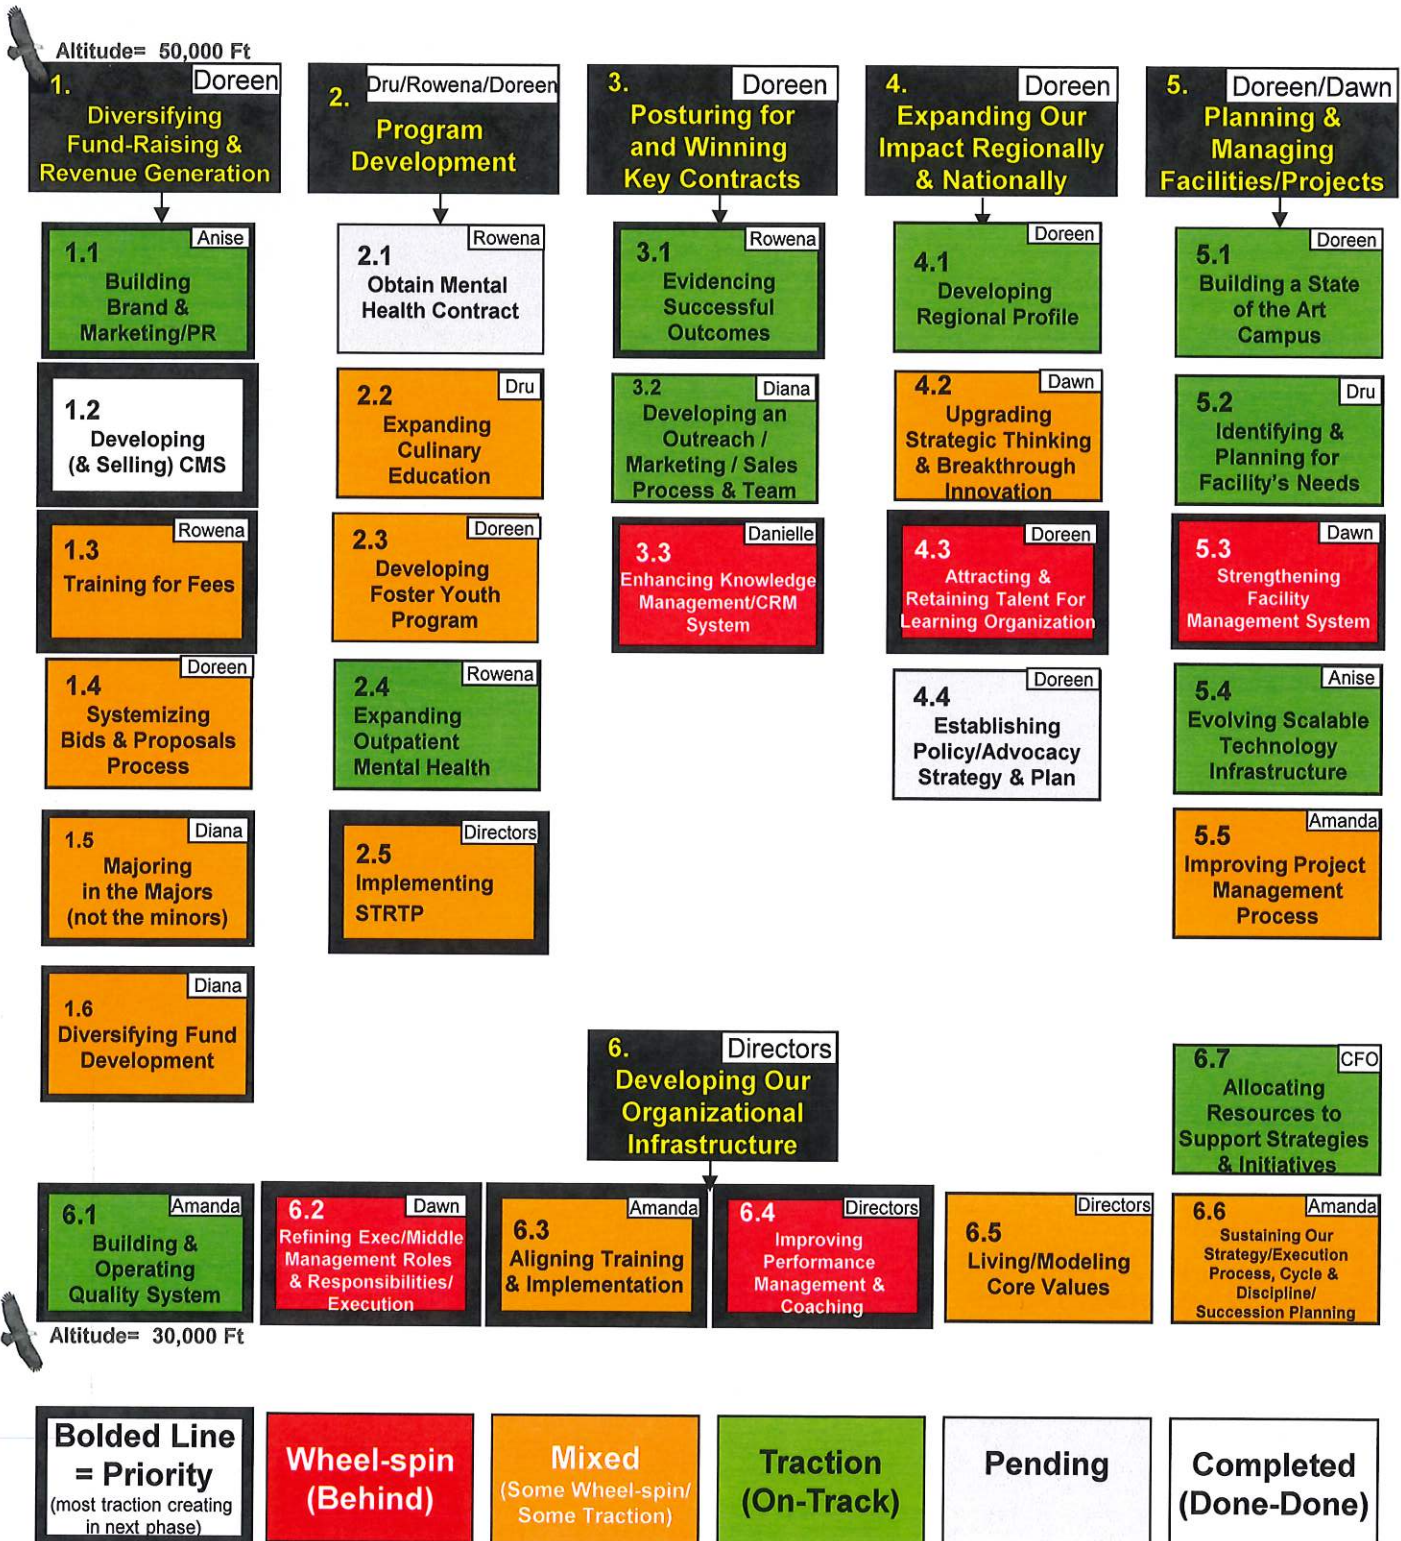 Altitude= 50,000 Ft
1.
Doreen
Diversifying
Fund-Raising &
Revenue Generation
2.
Dru/Rowena/Doreen
Program
Development
3.
Doreen
Posturing for
and Winning
Key Contracts
4.
Doreen
Expanding Our
Impact Regionally
& Nationally
5.
Doreen/Dawn
Planning &
Managing
Facilities/Projects
1.1
Anise
Building
Brand &
Marketing/PR
1.2
Developing
(& Selling) CMS
1.3
Rowena
Training for Fees
1.4
Doreen
Systemizing
Bids & Proposals
Process
1.5
Diana
Majoring
in the Majors
(not the minors)
1.6
Diana
Diversifying Fund
Development
2.1
Rowena
Obtain Mental
Health Contract
2.2
Dru
Expanding
Culinary
Education
2.3
Doreen
Developing
Foster Youth
Program
2.4
Rowena
Expanding
Outpatient
Mental Health
2.5
Directors
Implementing
STRTP
3.1
Rowena
Evidencing
Successful
Outcomes
3.2
Diana
Developing an
Outreach /
Marketing / Sales
Process & Team
3.3
Danielle
Enhancing Knowledge
Management/CRM
System
4.1
Doreen
Developing
Regional Profile
4.2
Dawn
Upgrading
Strategic Thinking
& Breakthrough
Innovation
4.3
Doreen
Attracting &
Retaining Talent For
Learning Organization
4.4
Doreen
Establishing
Policy/Advocacy
Strategy & Plan
5.1
Doreen
Building a State
of the Art
Campus
5.2
Dru
Identifying &
Planning for
Facility's Needs
5.3
Dawn
Strengthening
Facility
Management System
5.4
Anise
Evolving Scalable
Technology
Infrastructure
5.5
Amanda
Improving Project
Management
Process
6.
Directors
Developing Our
Organizational
Infrastructure
6.7
CFO
Allocating
Resources to
Support Strategies
& Initiatives
6.1
Amanda
Building &
Operating
Quality System
6.2
Dawn
Refining Exec/Middle
Management Roles
& Responsibilities/
Execution
6.3
Amanda
Aligning Training
& Implementation
6.4
Directors
Improving
Performance
Management &
Coaching
6.5
Directors
Living/Modeling
Core Values
6.6
Amanda
Sustaining Our
Strategy/Execution
Process, Cycle &
Discipline/
Succession Planning
Altitude= 30,000 Ft
Bolded Line
= Priority
(most traction creating
in next phase)
Wheel-spin
(Behind)
Mixed
(Some Wheel-spin/
Some Traction)
Traction
(On-Track)
Pending
Completed
(Done-Done)